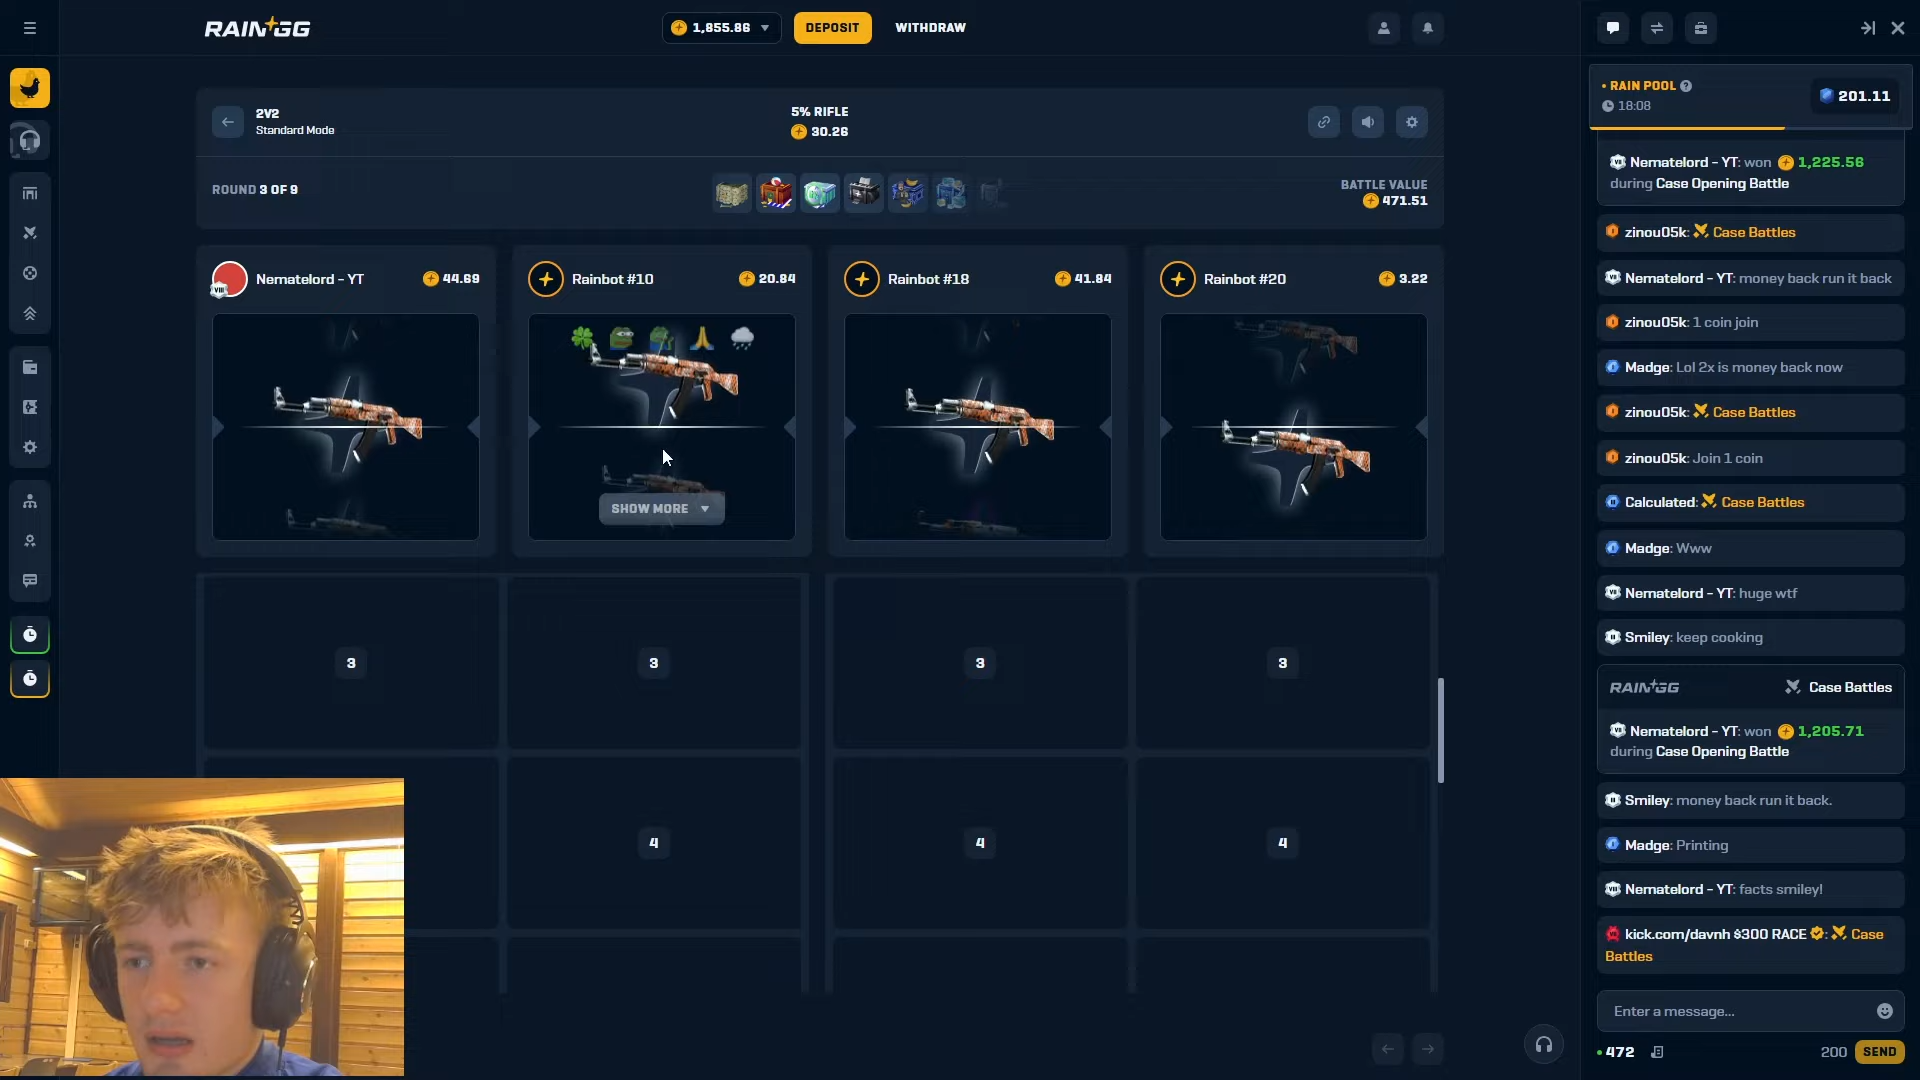 RAIN GG
1,855.86
DEPOSIT
WITHDRAW
2V2
Standard Mode
5% RIFLE
30.26
ROUND 3 OF 9
BATTLE VALUE
471.51
Nematelord - YT
44.69
Rainbot #10
20.84
Rainbot #18
41.84
Rainbot #20
3.22
SHOW MORE
3
3
3
3
4
4
4
RAIN POOL
18:08
201.11
Nematelord - YT: won 1,225.56
during Case Opening Battle
zinou05k: Case Battles
Nematelord - YT: money back run it back
zinou05k: 1 coin join
Madge: Lol 2x is money back now
zinou05k: Case Battles
zinou05k: Join 1 coin
Calculated: Case Battles
Madge: Www
Nematelord - YT: huge wtf
Smiley: keep cooking
RAIN GG
Case Battles
Nematelord - YT: won 1,205.71
during Case Opening Battle
Smiley: money back run it back.
Madge: Printing
Nematelord - YT: facts smiley!
kick.com/davnh $300 RACE : Case
Battles
Enter a message...
472
200
SEND